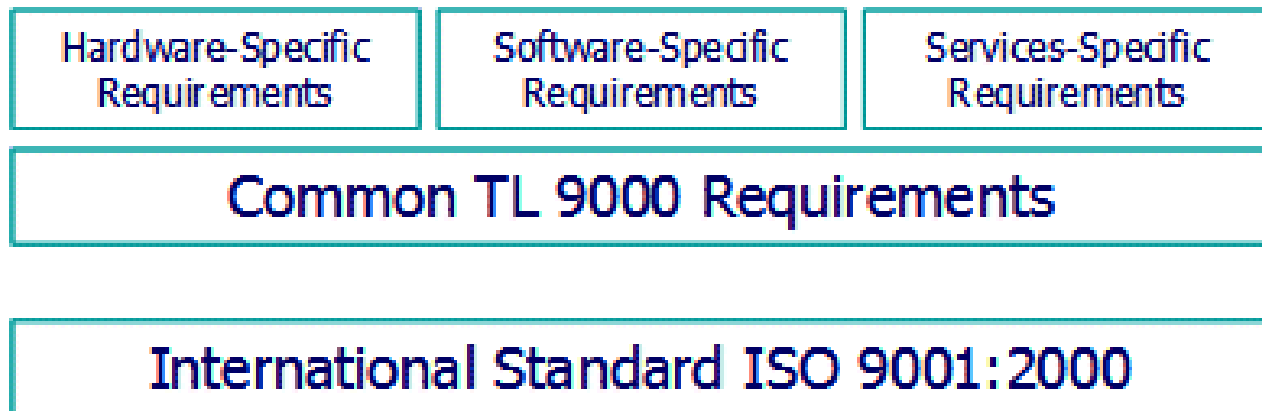 Hardware-Specific
Requirements
Software-Specific
Requirements
Services-Specific
Requirements
Common TL 9000 Requirements
International Standard ISO 9001:2000